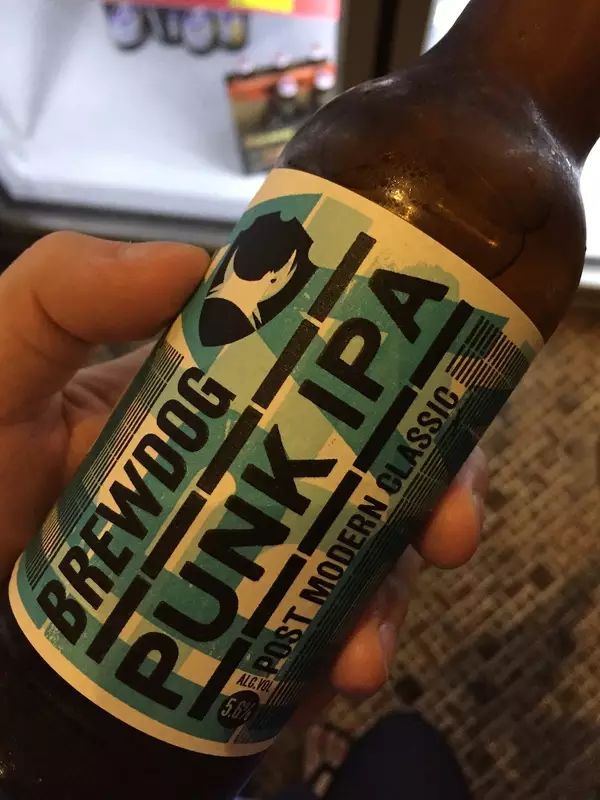 BREWDOG
PUNK IPA
POST MODERN CLASSIC
ALC. VOL
5.6%